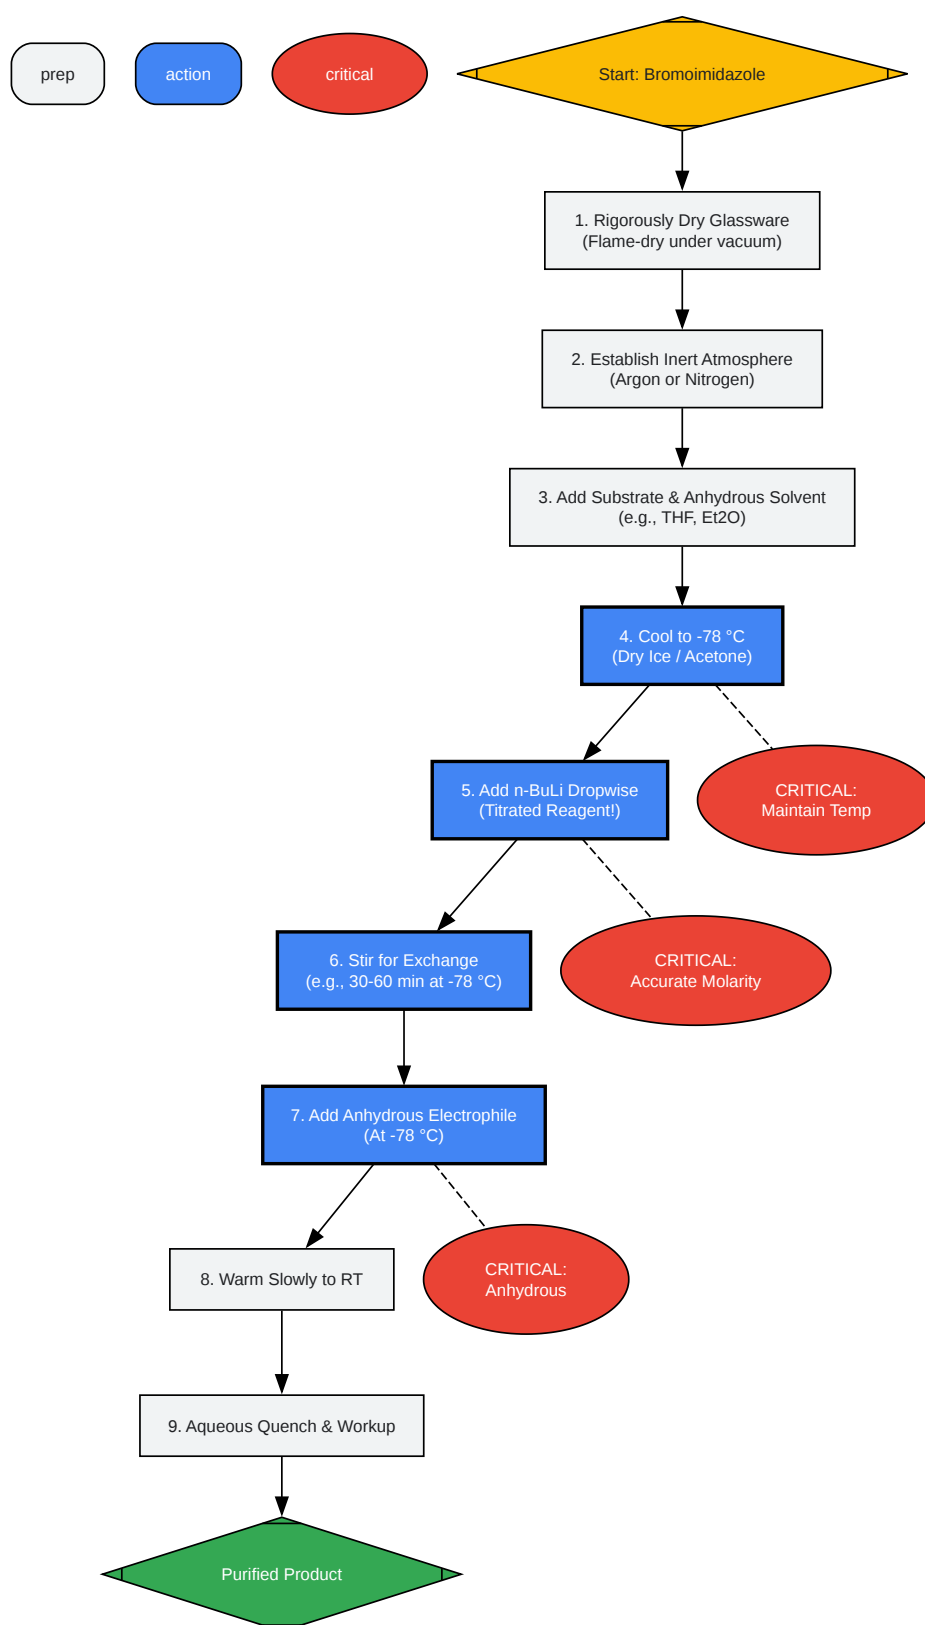 prep
action
critical
Start: Bromoimidazole
1. Rigorously Dry Glassware
(Flame-dry under vacuum)
2. Establish Inert Atmosphere
(Argon or Nitrogen)
3. Add Substrate & Anhydrous Solvent
(e.g., THF, Et2O)
4. Cool to -78 °C
(Dry Ice / Acetone)
5. Add n-BuLi Dropwise
(Titrated Reagent!)
CRITICAL:
Maintain Temp
6. Stir for Exchange
(e.g., 30-60 min at -78 °C)
CRITICAL:
Accurate Molarity
7. Add Anhydrous Electrophile
(At -78 °C)
8. Warm Slowly to RT
CRITICAL:
Anhydrous
9. Aqueous Quench & Workup
Purified Product